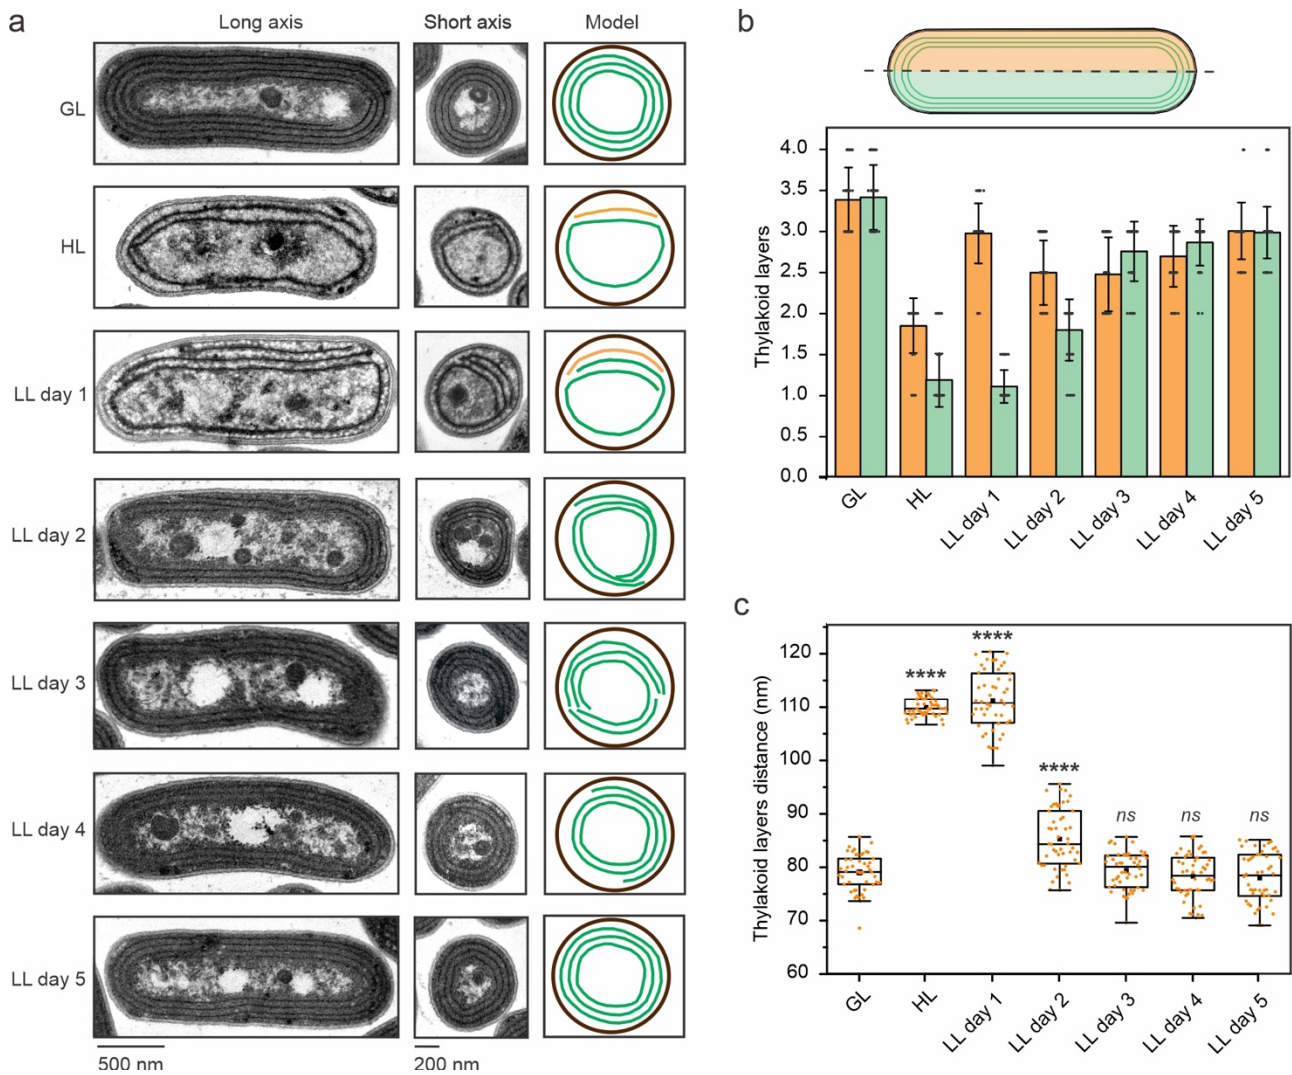 a
Long axis
Short axis
Model
GL
HL
LL day 1
LL day 2
LL day 3
LL day 4
LL day 5
500 nm
200 nm
b
Thylakoid layers
4.0
3.5
3.0
2.5
2.0
1.5
1.0
0.5
0.0
GL
HL
LL day 1
LL day 2
LL day 3
LL day 4
LL day 5
c
Thylakoid layers distance (nm)
120
110
100
90
80
70
60
****
****
****
ns
ns
ns
GL
HL
LL day 1
LL day 2
LL day 3
LL day 4
LL day 5